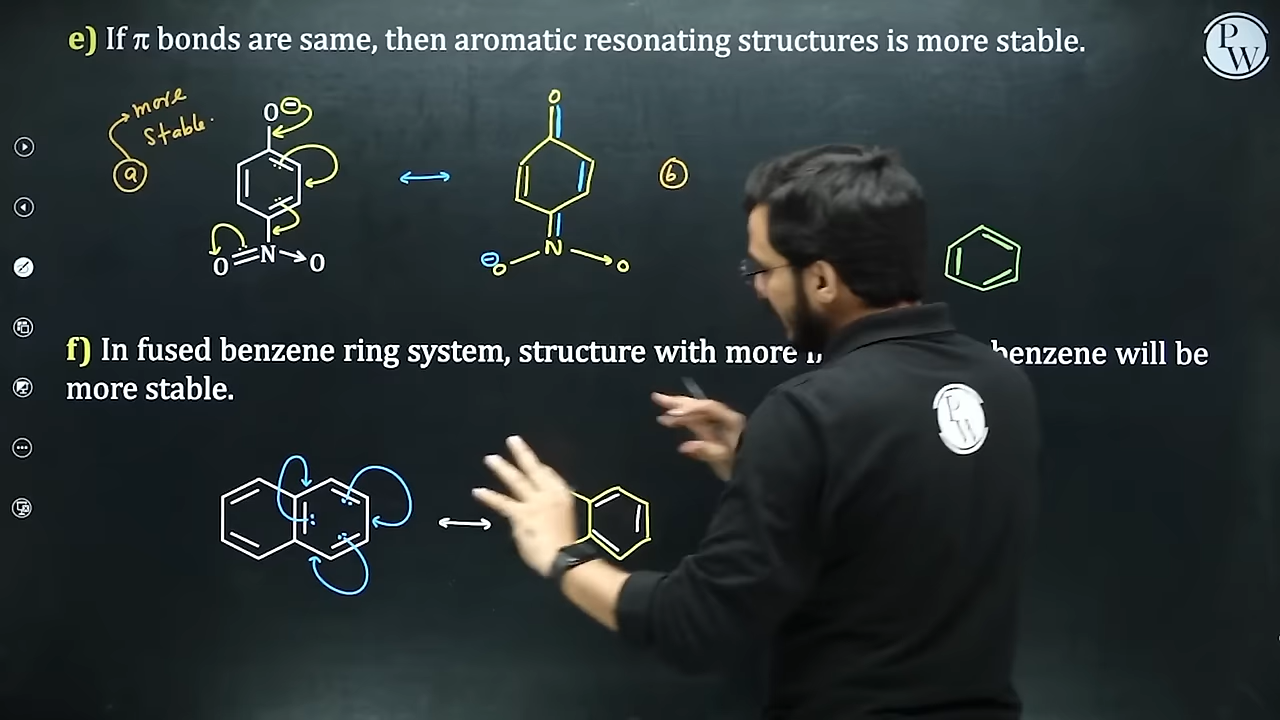 e) If π bonds are same, then aromatic resonating structures is more stable.
P
W
more
stable.
a
O⊖
O
b
O=N→O
N
⊖
O
O
f) In fused benzene ring system, structure with more benzene will be
more stable.
P
W